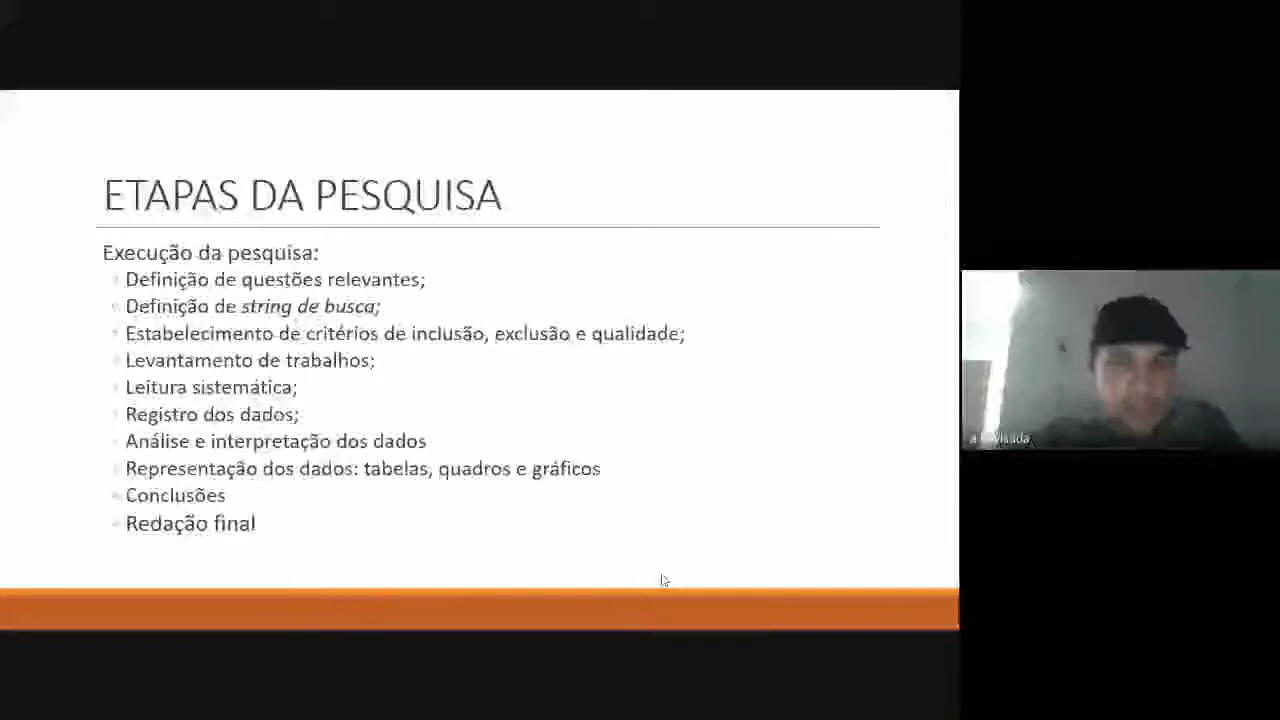 ETAPAS DA PESQUISA
Execução da pesquisa:
Definição de questões relevantes;
Definição de string de busca;
Estabelecimento de critérios de inclusão, exclusão e qualidade;
Levantamento de trabalhos;
Leitura sistemática;
Registro dos dados;
Análise e interpretação dos dados
Representação dos dados: tabelas, quadros e gráficos
Conclusões
Redação final